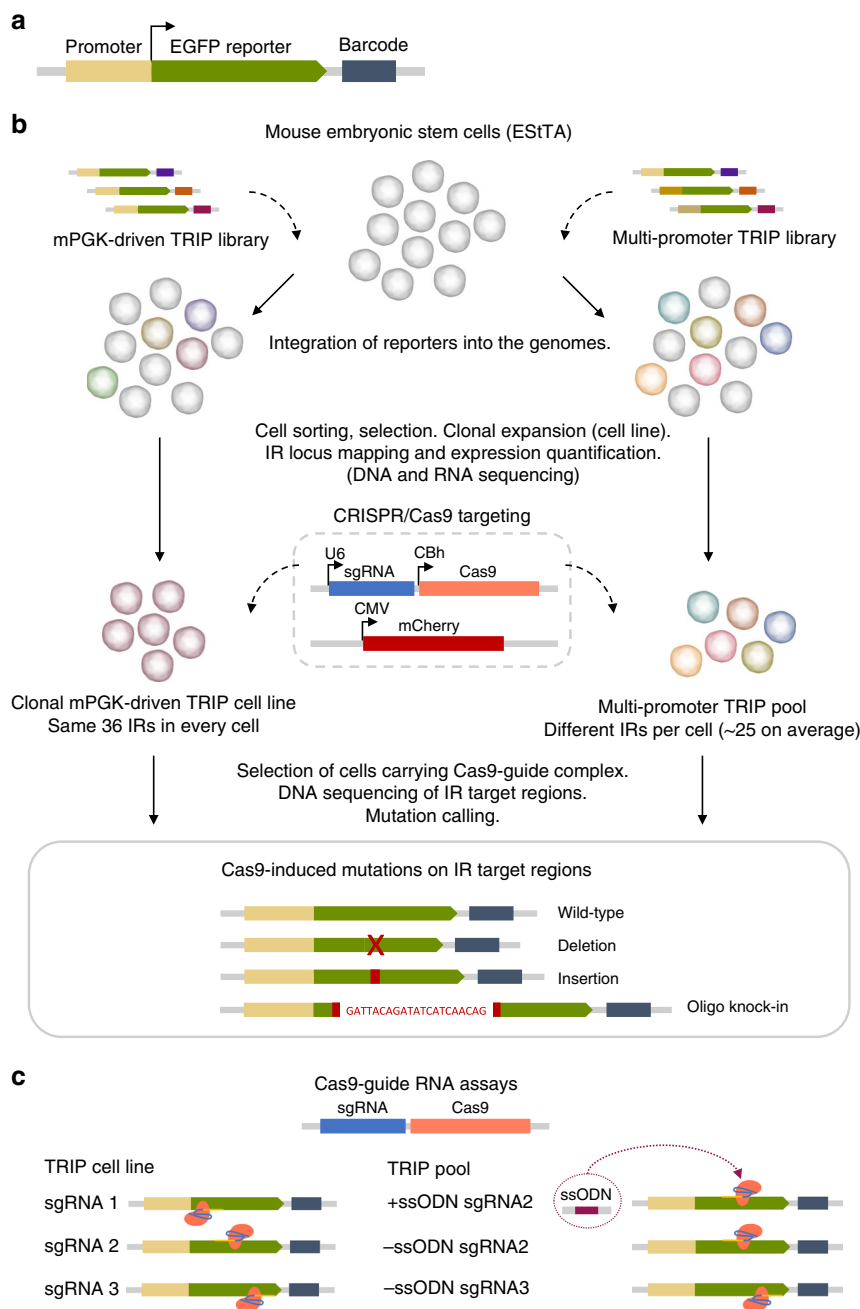 a
Promoter
EGFP reporter
Barcode
b
Mouse embryonic stem cells (EStTA)
mPGK-driven TRIP library
Multi-promoter TRIP library
Integration of reporters into the genomes.
Cell sorting, selection. Clonal expansion (cell line).
IR locus mapping and expression quantification.
(DNA and RNA sequencing)
CRISPR/Cas9 targeting
U6
sgRNA
CBh
Cas9
CMV
mCherry
Clonal mPGK-driven TRIP cell line
Same 36 IRs in every cell
Multi-promoter TRIP pool
Different IRs per cell (~25 on average)
Selection of cells carrying Cas9-guide complex.
DNA sequencing of IR target regions.
Mutation calling.
Cas9-induced mutations on IR target regions
Wild-type
Deletion
Insertion
GATTACAGATATCATCAACAG
Oligo knock-in
c
Cas9-guide RNA assays
sgRNA
Cas9
TRIP cell line
TRIP pool
sgRNA 1
+ssODN sgRNA2
ssODN
sgRNA 2
–ssODN sgRNA2
sgRNA 3
–ssODN sgRNA3